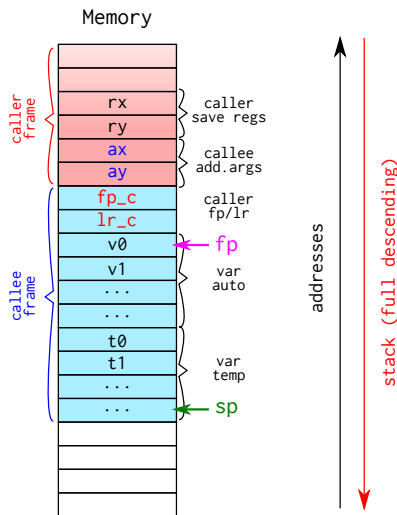 Memory
caller
frame
rx
ry
ax
ay
caller
save regs
callee
add.args
callee
frame
fp_c
lr_c
v0
v1
...
...
t0
t1
...
...
caller
fp/lr
fp
var
auto
var
temp
sp
addresses
stack (full descending)